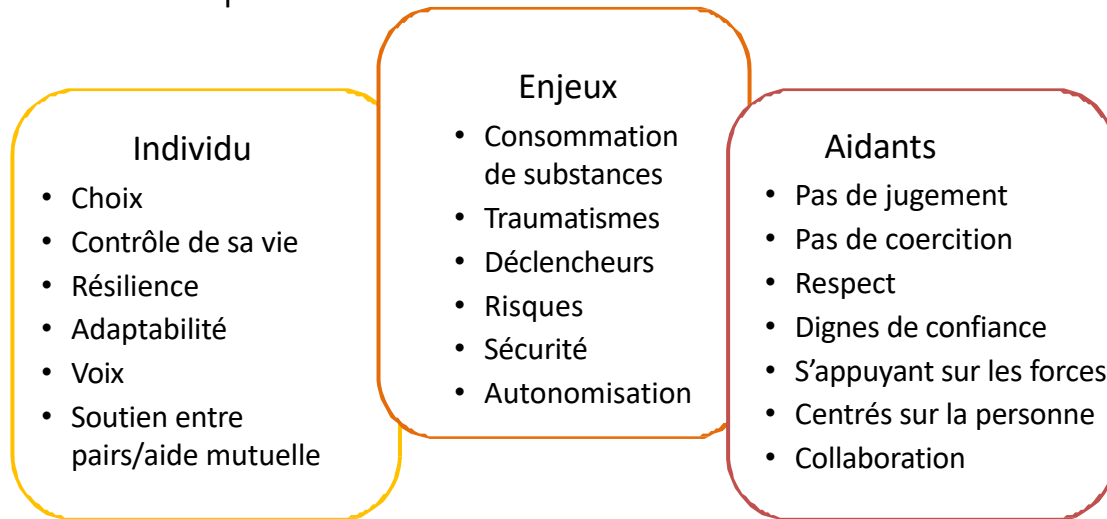 Individu
• Choix
• Contrôle de sa vie
• Résilience
• Adaptabilité
• Voix
• Soutien entre
pairs/aide mutuelle
Enjeux
• Consommation
de substances
• Traumatismes
• Déclencheurs
• Risques
• Sécurité
• Autonomisation
Aidants
• Pas de jugement
• Pas de coercition
• Respect
• Dignes de confiance
• S’appuyant sur les forces
• Centrés sur la personne
• Collaboration